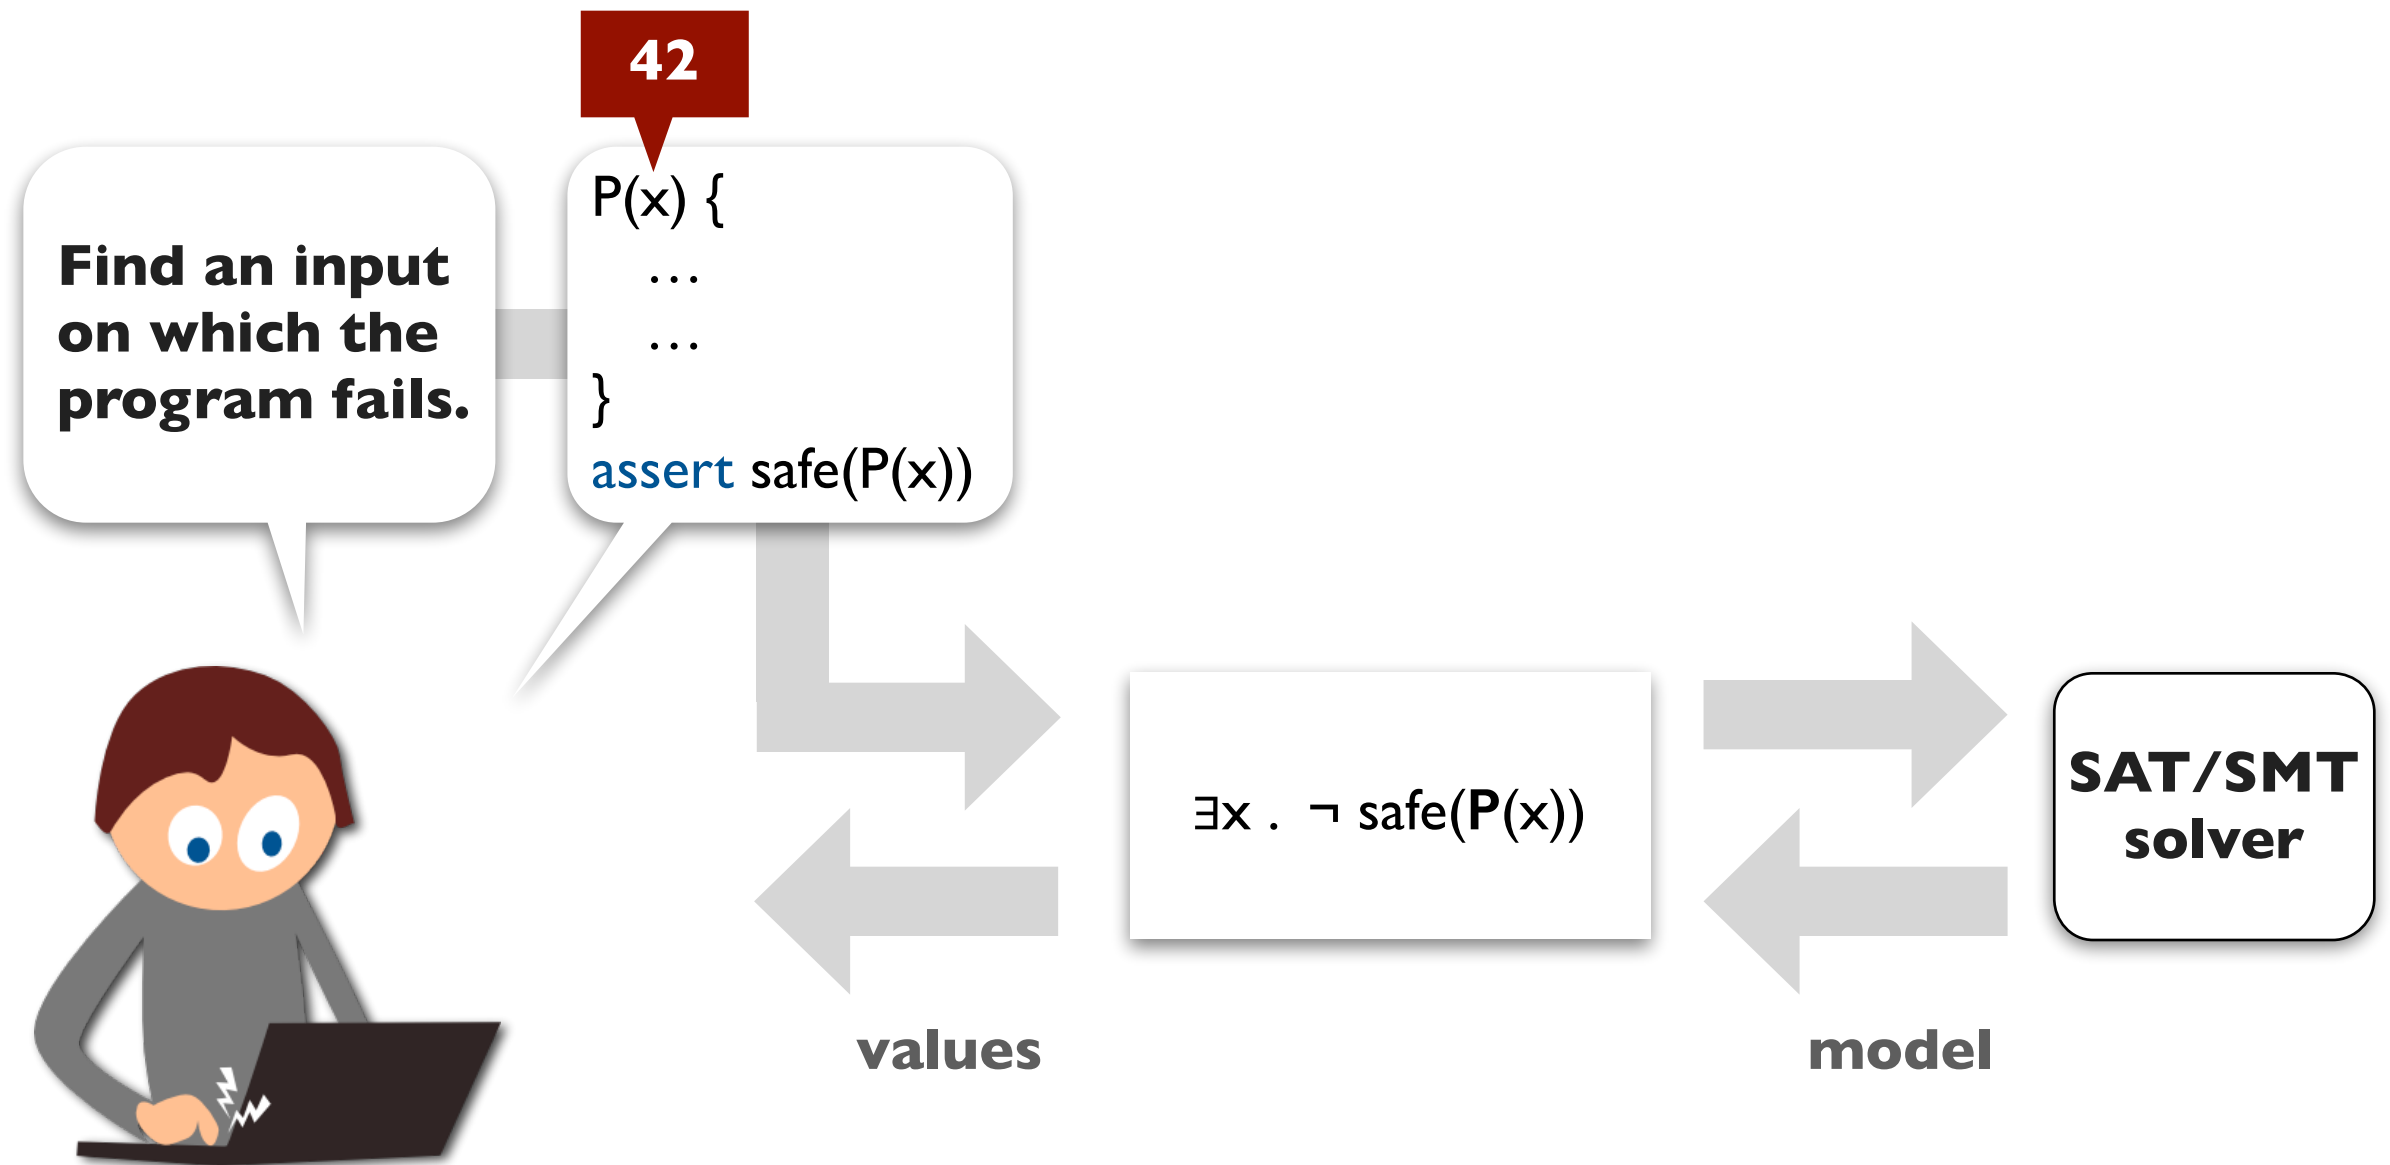 42
Find an input
on which the
program fails.
P(x) {
…
…
}
assert safe(P(x))
∃x . ¬ safe(P(x))
SAT/SMT
solver
values
model